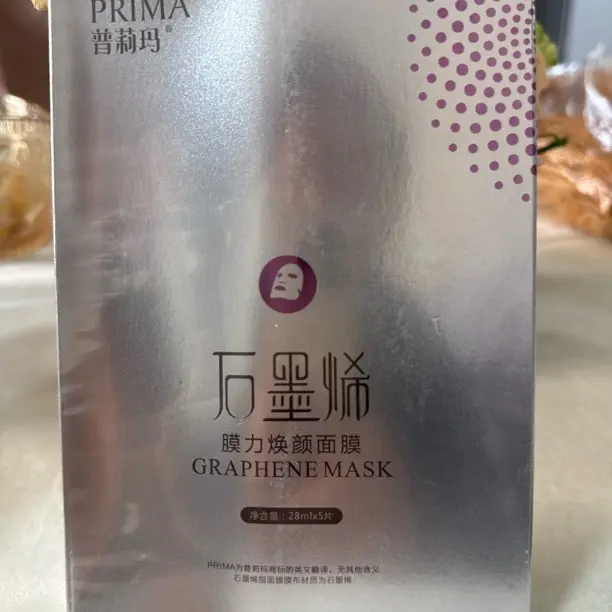 PRIMA
普莉玛®
石墨烯
膜力焕颜面膜
GRAPHENE MASK
净含量：28mlx5片
PRIMA为普莉玛商标的英文翻译，无其他含义
石墨烯指面膜膜布材质为石墨烯